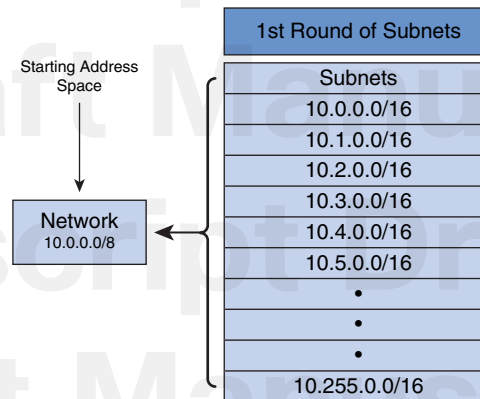 1st Round of Subnets
Starting Address
Space
Subnets
10.0.0.0/16
10.1.0.0/16
10.2.0.0/16
10.3.0.0/16
Network
10.0.0.0/8
10.4.0.0/16
10.5.0.0/16
•
•
•
10.255.0.0/16